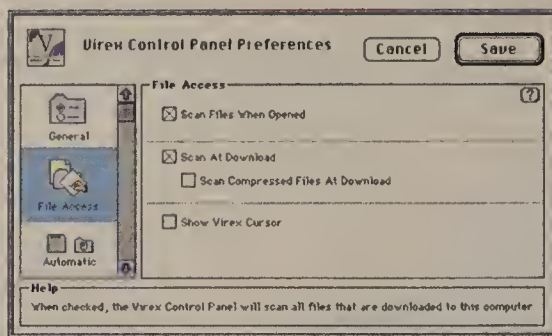 Virex Control Panel Preferences
Cancel
Save
General
File Access
Automatic
File Access
?
Scan Files When Opened
Scan At Download
Scan Compressed Files At Download
Show Virex Cursor
Help
When checked, the Virex Control Panel will scan all files that are downloaded to this computer